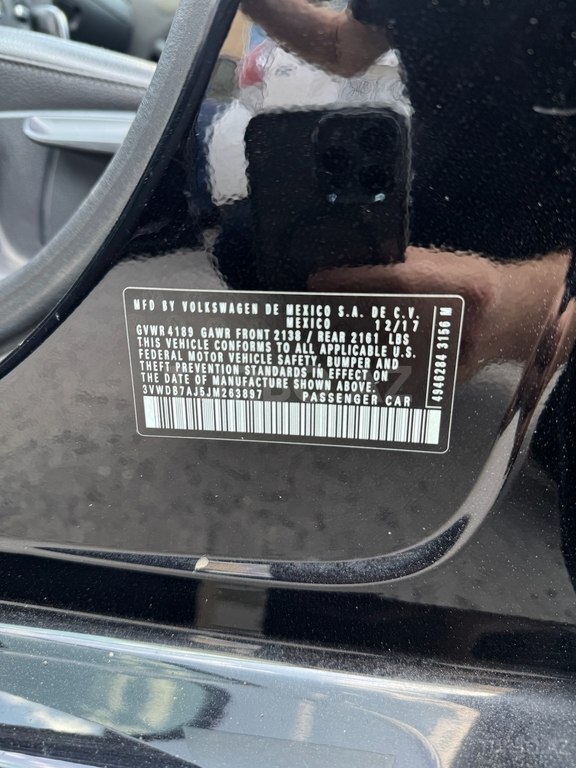 MFD BY VOLKSWAGEN DE MEXICO S.A. DE C.V.
MEXICO 12/17
GVWR 4189 GAWR FRONT 2138 / REAR 2161 LBS
THIS VEHICLE CONFORMS TO ALL APPLICABLE U.S.
FEDERAL MOTOR VEHICLE SAFETY, BUMPER AND
THEFT PREVENTION STANDARDS IN EFFECT ON
THE DATE OF MANUFACTURE SHOWN ABOVE.
3VWDB7AJ5JM263897 PASSENGER CAR
4946284 3156 M